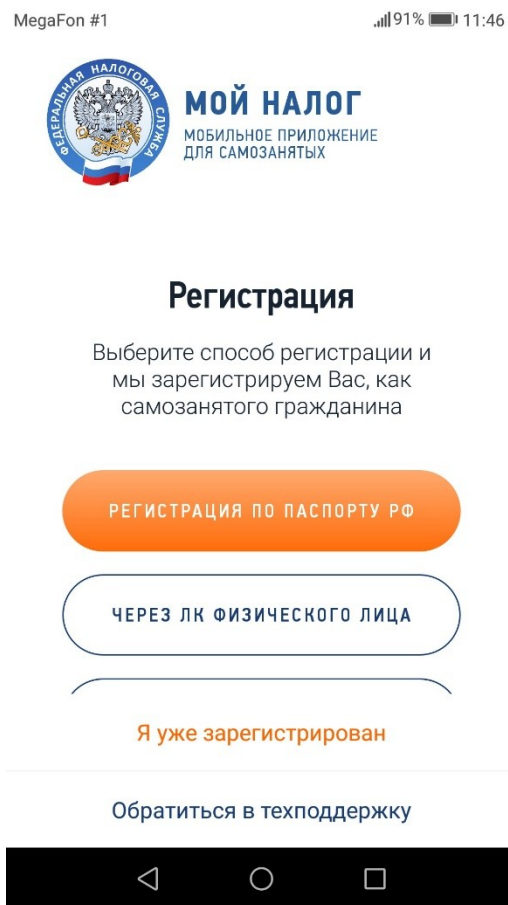 MegaFon #1
91% 11:46
ФЕДЕРАЛЬНАЯ НАЛОГОВАЯ СЛУЖБА
МОЙ НАЛОГ
МОБИЛЬНОЕ ПРИЛОЖЕНИЕ
ДЛЯ САМОЗАНЯТЫХ
Регистрация
Выберите способ регистрации и
мы зарегистрируем Вас, как
самозанятого гражданина
РЕГИСТРАЦИЯ ПО ПАСПОРТУ РФ
ЧЕРЕЗ ЛК ФИЗИЧЕСКОГО ЛИЦА
Я уже зарегистрирован
Обратиться в техподдержку